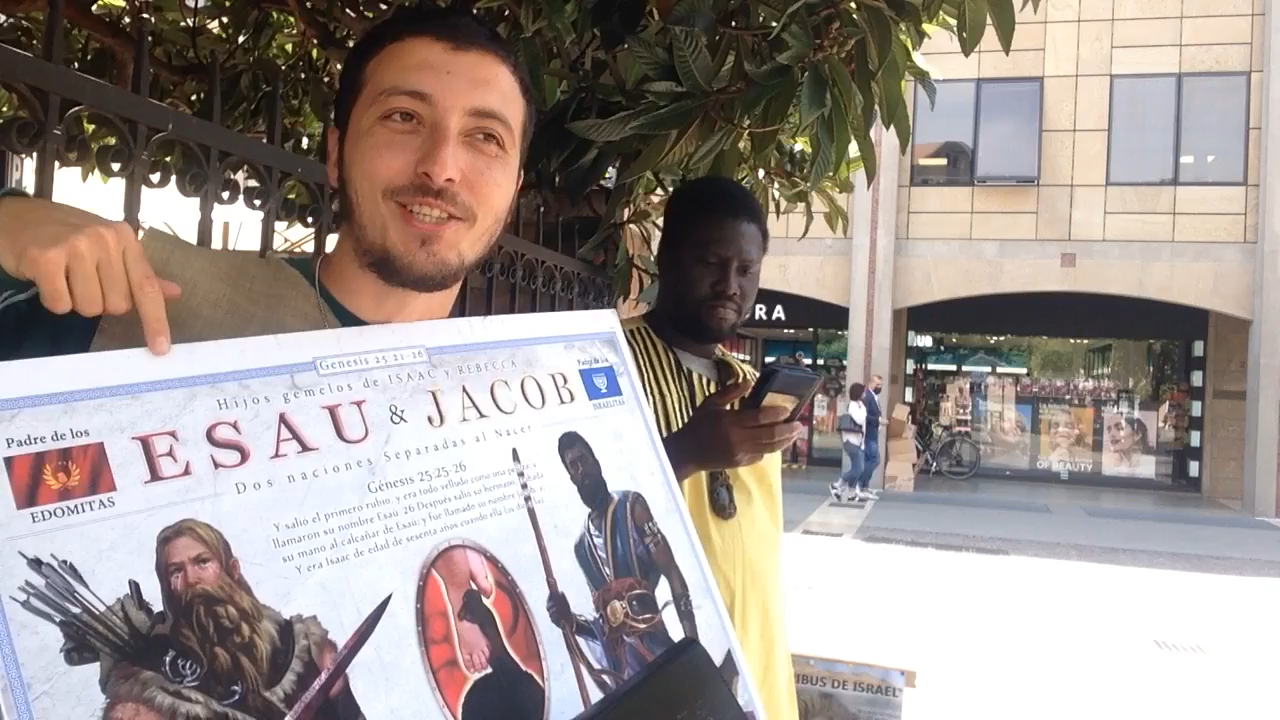 Genesis 25:21-26
Hijos gemelos de ISAAC y REBECCA
Padre de los
ESAU & JACOB
Padre de los
EDOMITAS
ISRAELITAS
Dos naciones Separadas al Nacer
Génesis 25:25-26
Y salió el primero rubio, y era todo velludo como una
llamaron su nombre Esaú 26 Después salió su hermano,
su mano al calcañar de Esaú; y fue llamado su nombre
Y era Isaac de edad de sesenta años cuando ella los
RA
UB
OF BEAUTY
IBUS DE ISRAEL